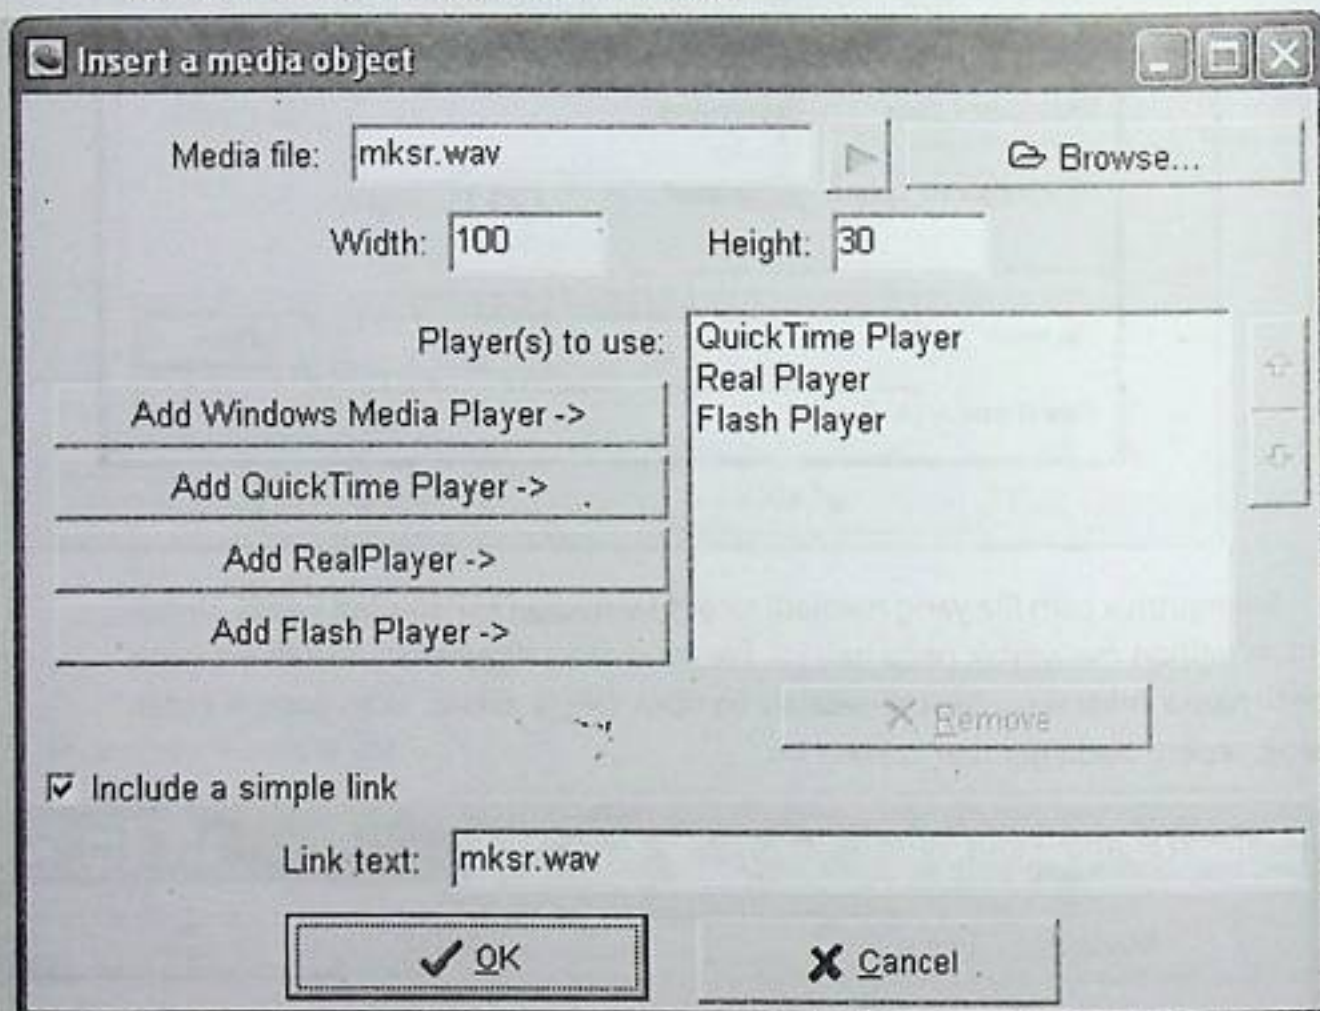 Insert a media object
Media file: mksr.wav Browse...
Width: 100 Height: 30
Player(s) to use:
QuickTime Player
Real Player
Flash Player
Add Windows Media Player ->
Add QuickTime Player ->
Add RealPlayer ->
Add Flash Player ->
Remove
Include a simple link
Link text: mksr.wav
OK Cancel